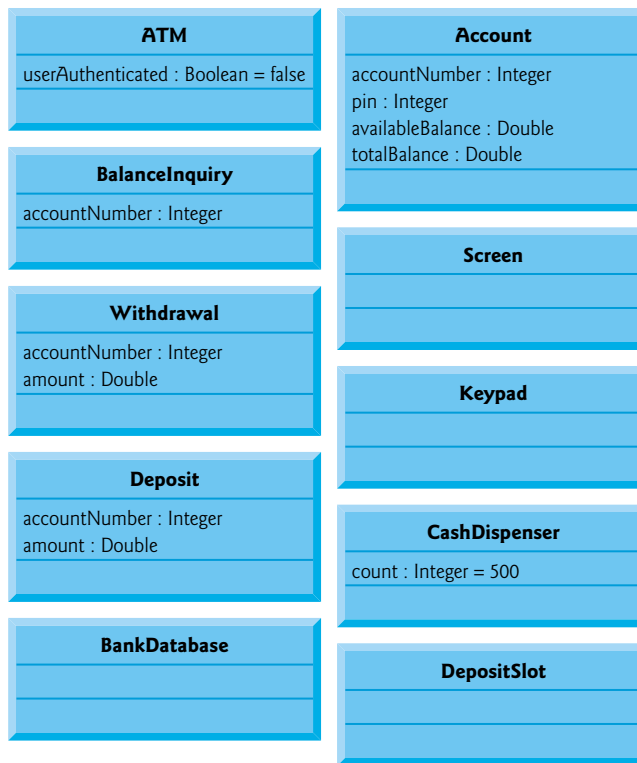 ATM
userAuthenticated : Boolean = false
BalanceInquiry
accountNumber : Integer
Withdrawal
accountNumber : Integer
amount : Double
Deposit
accountNumber : Integer
amount : Double
BankDatabase
Account
accountNumber : Integer
pin : Integer
availableBalance : Double
totalBalance : Double
Screen
Keypad
CashDispenser
count : Integer = 500
DepositSlot